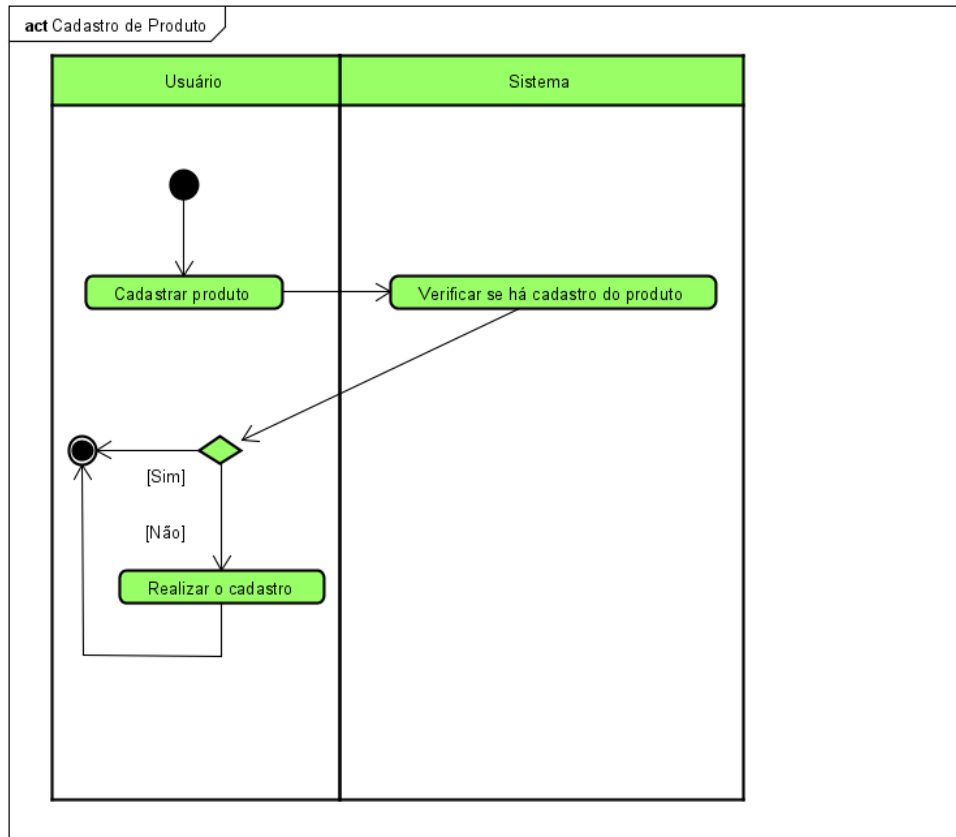 act Cadastro de Produto
Usuário
Sistema
Cadastrar produto
Verificar se há cadastro do produto
[Sim]
[Não]
Realizar o cadastro